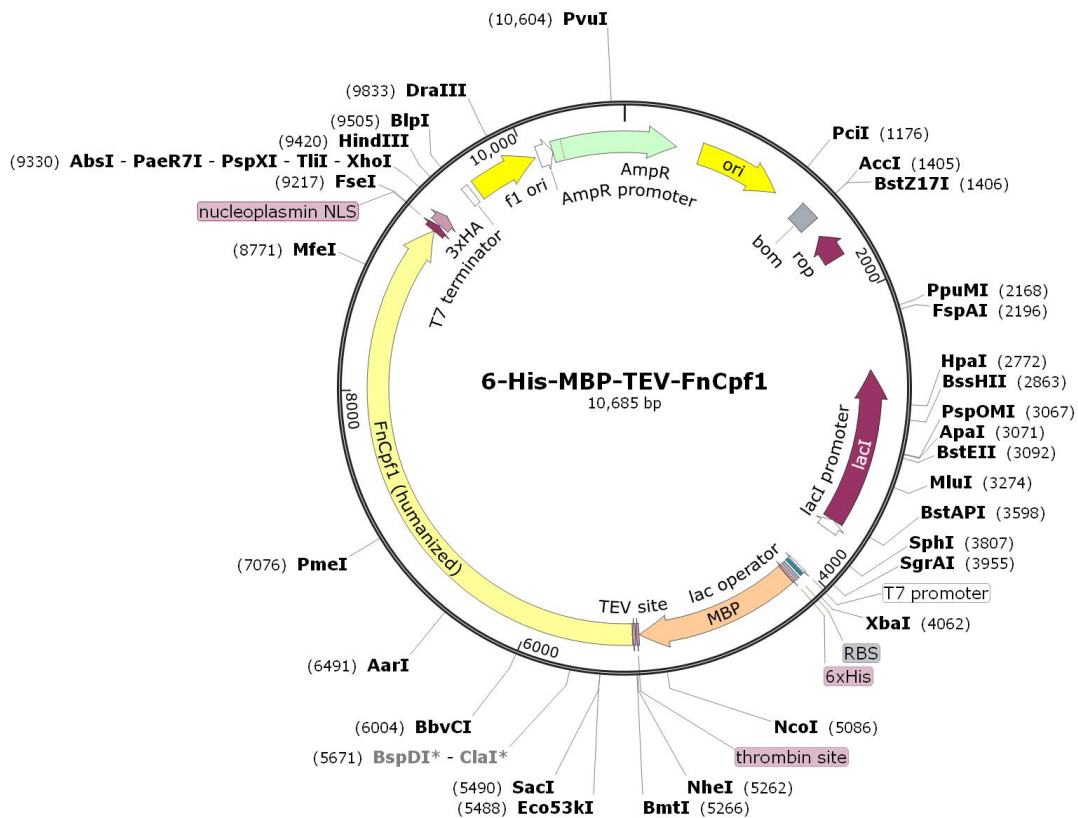 (10,604) PvuI
(9833) DraIII
(9505) BlpI
(9420) HindIII
(9330) AbsI - PaeR7I - PspXI - TliI - XhoI
(9217) FseI
nucleoplasmin NLS
(8771) MfeI
(7076) PmeI
(6491) AarI
(6004) BbvCI
(5671) BspDI* - ClaI*
(5490) SacI
(5488) Eco53kI
PciI (1176)
AccI (1405)
BstZ17I (1406)
PpuMI (2168)
FspAI (2196)
HpaI (2772)
BssHII (2863)
PspOMI (3067)
ApaI (3071)
BstEII (3092)
MluI (3274)
BstAPI (3598)
SphI (3807)
SgrAI (3955)
T7 promoter
XbaI (4062)
RBS
6xHis
NcoI (5086)
thrombin site
NheI (5262)
BmtI (5266)
10,000
2000
4000
6000
8000
AmpR
AmpR promoter
f1 ori
T7 terminator
3xHA
ori
bom
rop
lacI promoter
lacI
lac operator
MBP
TEV site
FnCpf1 (humanized)
6-His-MBP-TEV-FnCpf1
10,685 bp